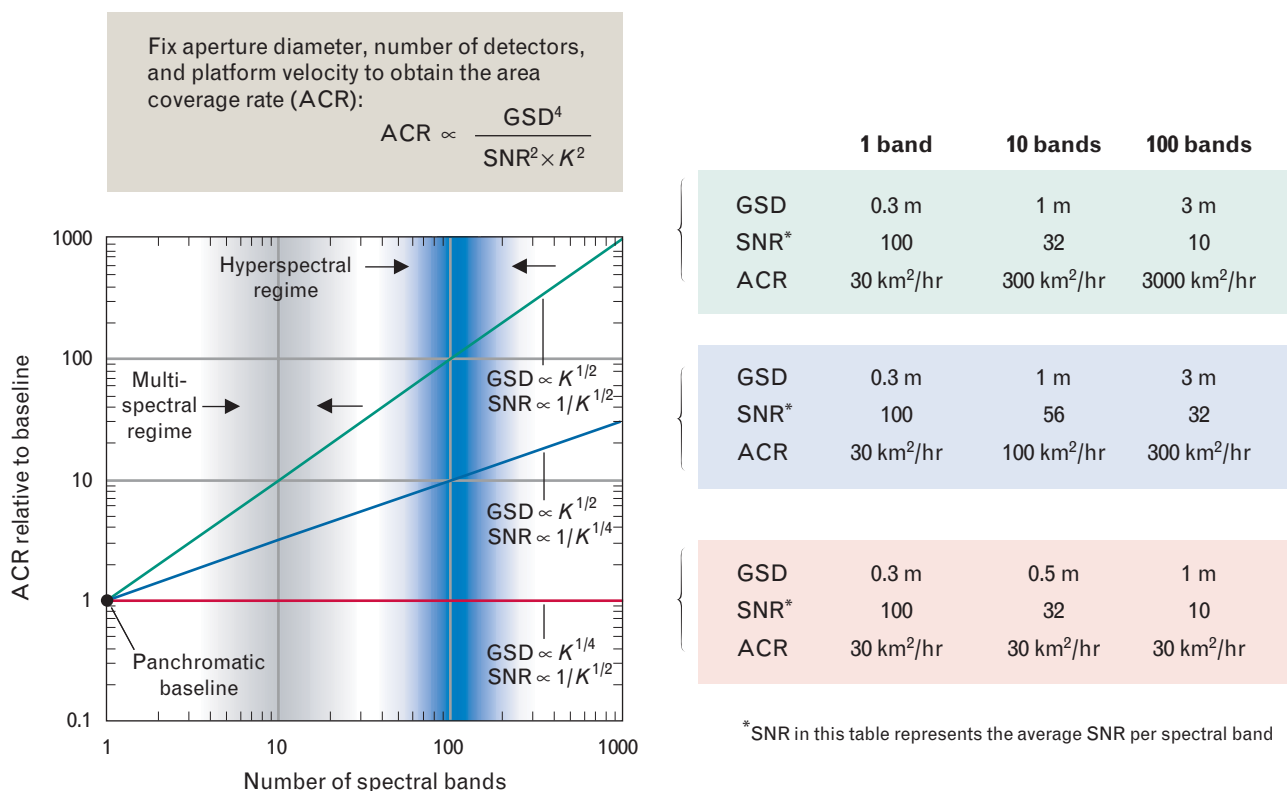 Fix aperture diameter, number of detectors,
and platform velocity to obtain the area
coverage rate (ACR):
ACR ∝ GSD⁴ / SNR² × K²
1000
100
10
1
0.1
ACR relative to baseline
Hyperspectral
regime
Multi-
spectral
regime
GSD ∝ K^1/2
SNR ∝ 1/K^1/2
GSD ∝ K^1/2
SNR ∝ 1/K^1/4
GSD ∝ K^1/4
SNR ∝ 1/K^1/2
Panchromatic
baseline
1 10 100 1000
Number of spectral bands
1 band 10 bands 100 bands
GSD 0.3 m 1 m 3 m
SNR* 100 32 10
ACR 30 km²/hr 300 km²/hr 3000 km²/hr
GSD 0.3 m 1 m 3 m
SNR* 100 56 32
ACR 30 km²/hr 100 km²/hr 300 km²/hr
GSD 0.3 m 0.5 m 1 m
SNR* 100 32 10
ACR 30 km²/hr 30 km²/hr 30 km²/hr
*SNR in this table represents the average SNR per spectral band